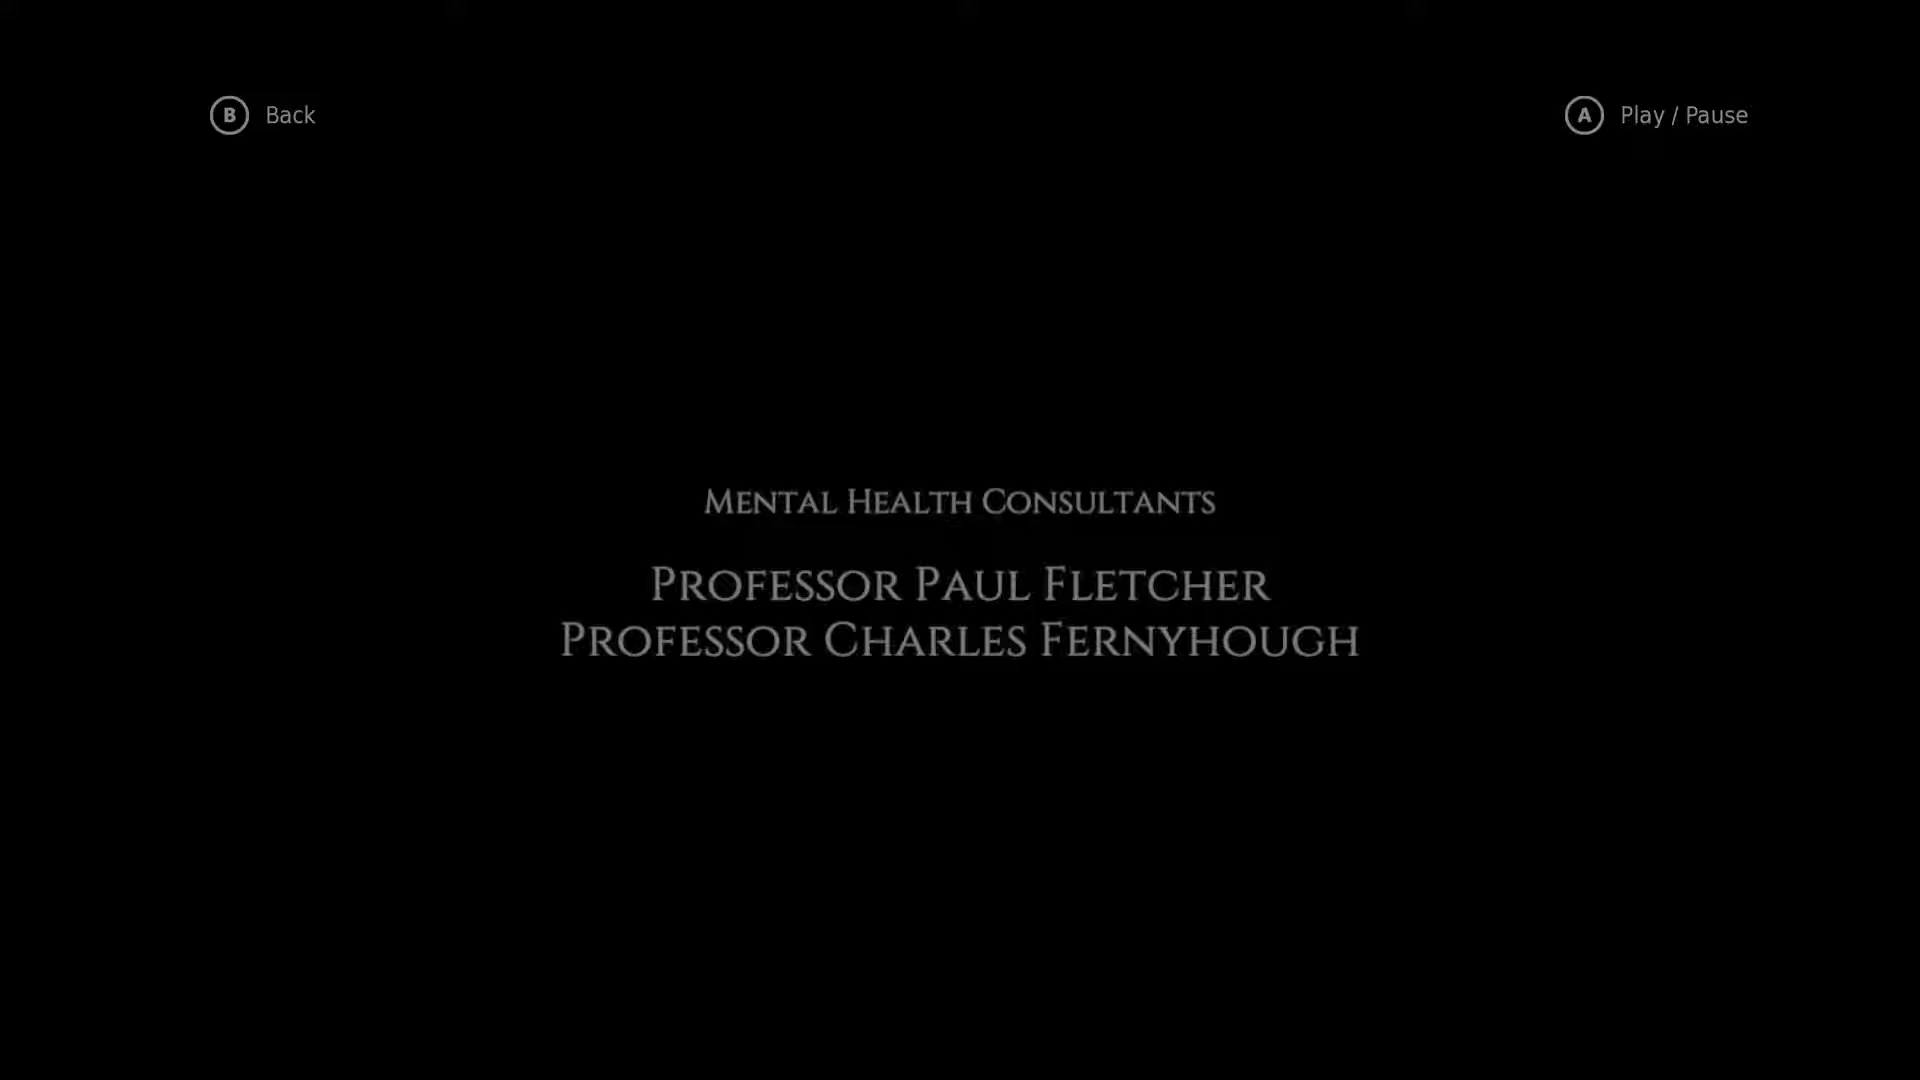 B Back
A Play / Pause
Mental Health Consultants
Professor Paul Fletcher
Professor Charles Fernyhough